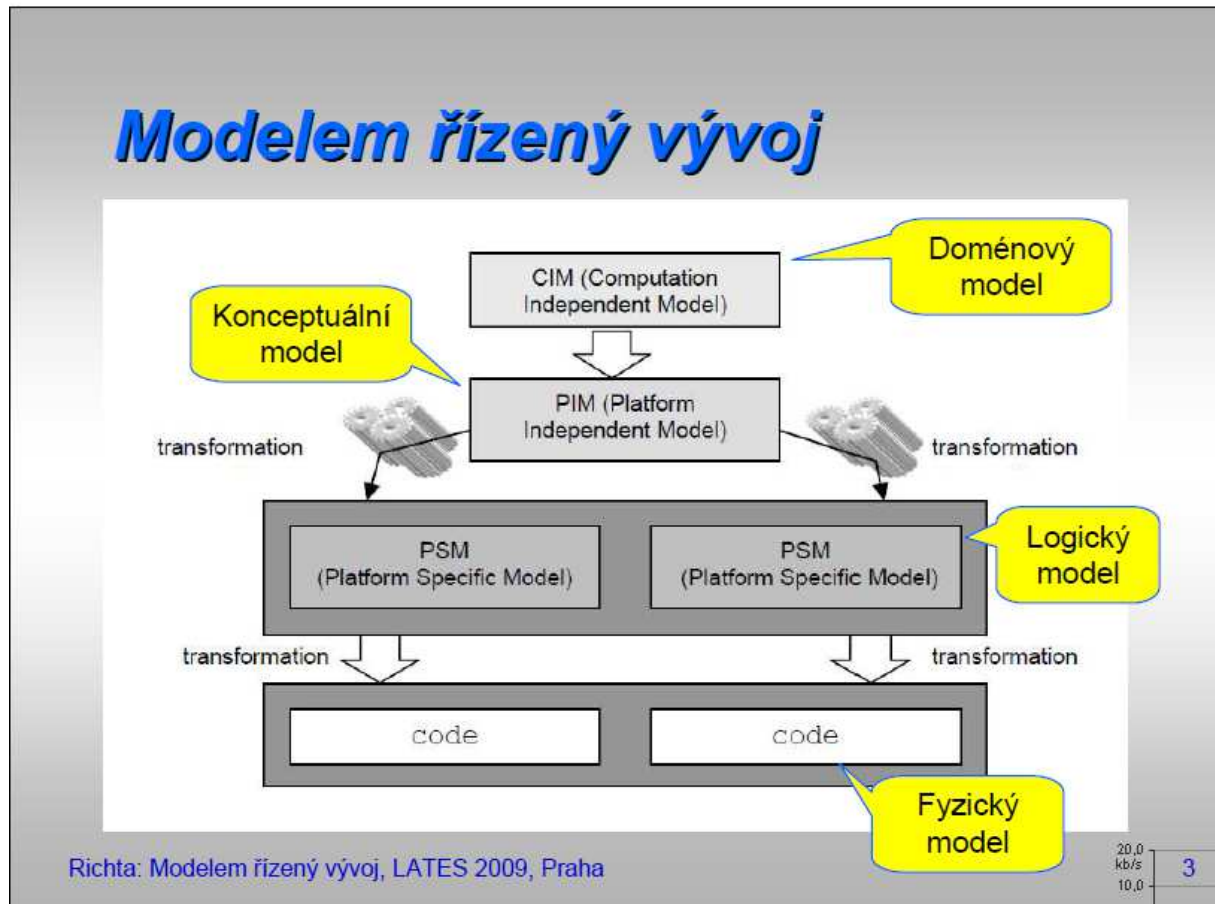 Modelem řízený vývoj
CIM (Computation
Independent Model)
Doménový
model
Konceptuální
model
PIM (Platform
Independent Model)
transformation
transformation
PSM
(Platform Specific Model)
PSM
(Platform Specific Model)
Logický
model
transformation
transformation
code
code
Fyzický
model
Richta: Modelem řízený vývoj, LATES 2009, Praha
20,0
kb/s
10,0
3